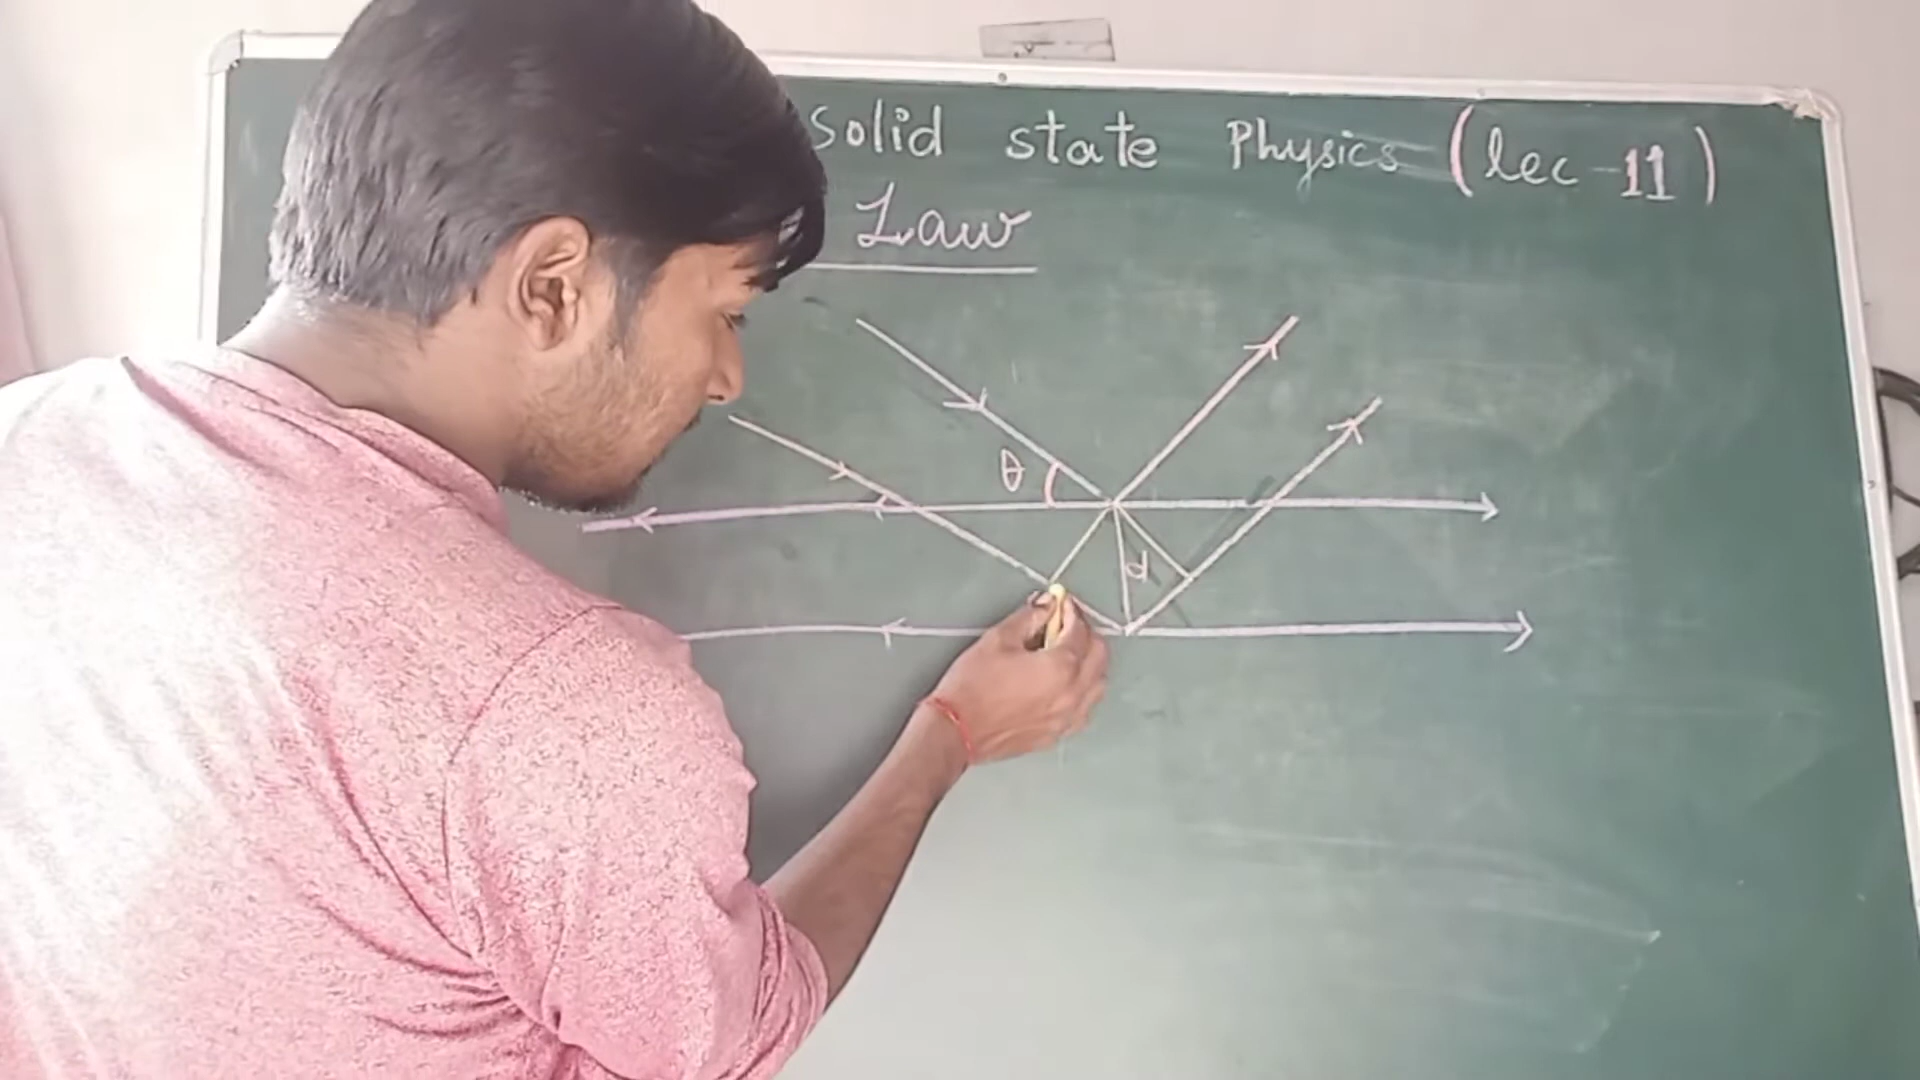 Solid state Physics (lec-11)
Law
θ
d